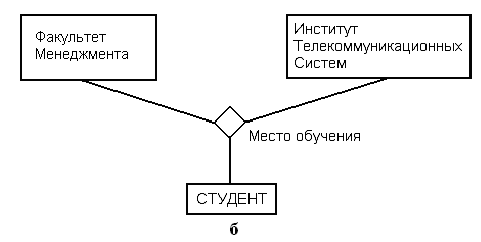 Факультет
Менеджмента
Институт
Телекоммуникационных
Систем
Место обучения
СТУДЕНТ
б